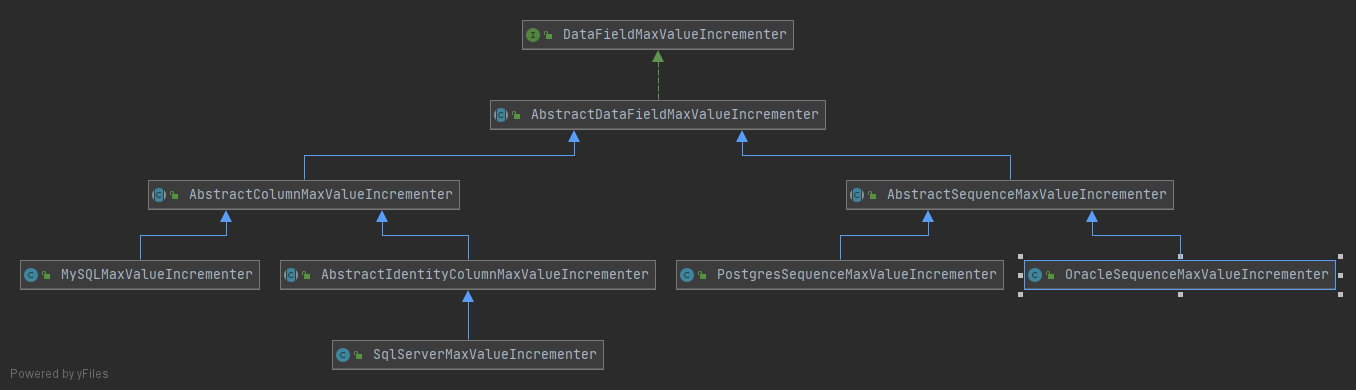 DataFieldMaxValueIncrementer
AbstractDataFieldMaxValueIncrementer
AbstractColumnMaxValueIncrementer
AbstractSequenceMaxValueIncrementer
MySQLMaxValueIncrementer
AbstractIdentityColumnMaxValueIncrementer
PostgresSequenceMaxValueIncrementer
OracleSequenceMaxValueIncrementer
SqlServerMaxValueIncrementer
Powered by yFiles